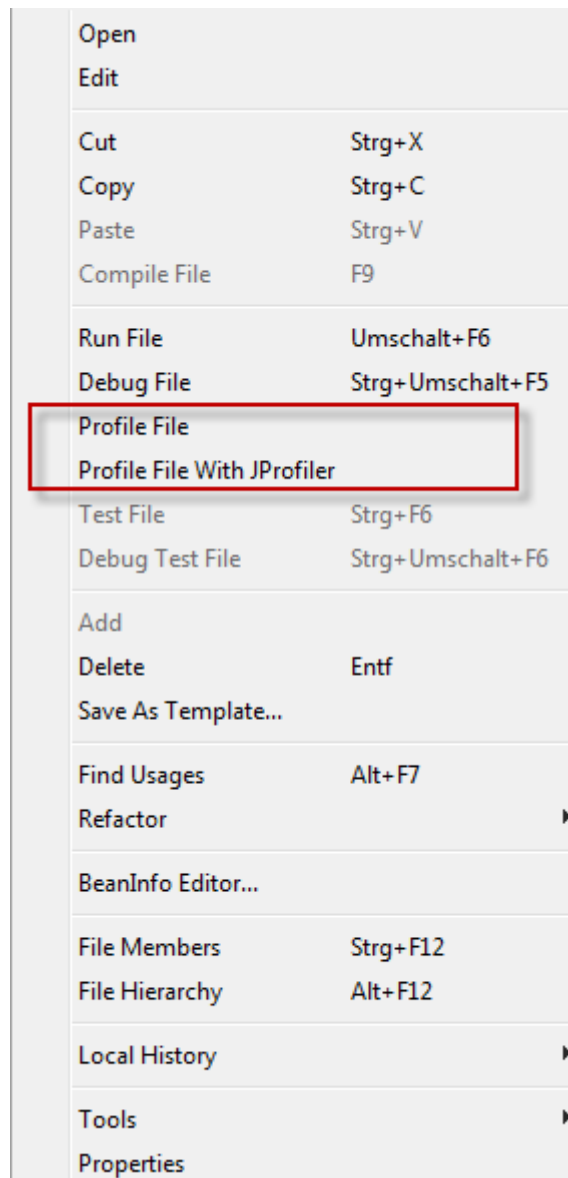 Open
Edit
Cut Strg+X
Copy Strg+C
Paste Strg+V
Compile File F9
Run File Umschalt+F6
Debug File Strg+Umschalt+F5
Profile File
Profile File With JProfiler
Test File Strg+F6
Debug Test File Strg+Umschalt+F6
Add
Delete Entf
Save As Template...
Find Usages Alt+F7
Refactor
BeanInfo Editor...
File Members Strg+F12
File Hierarchy Alt+F12
Local History
Tools
Properties